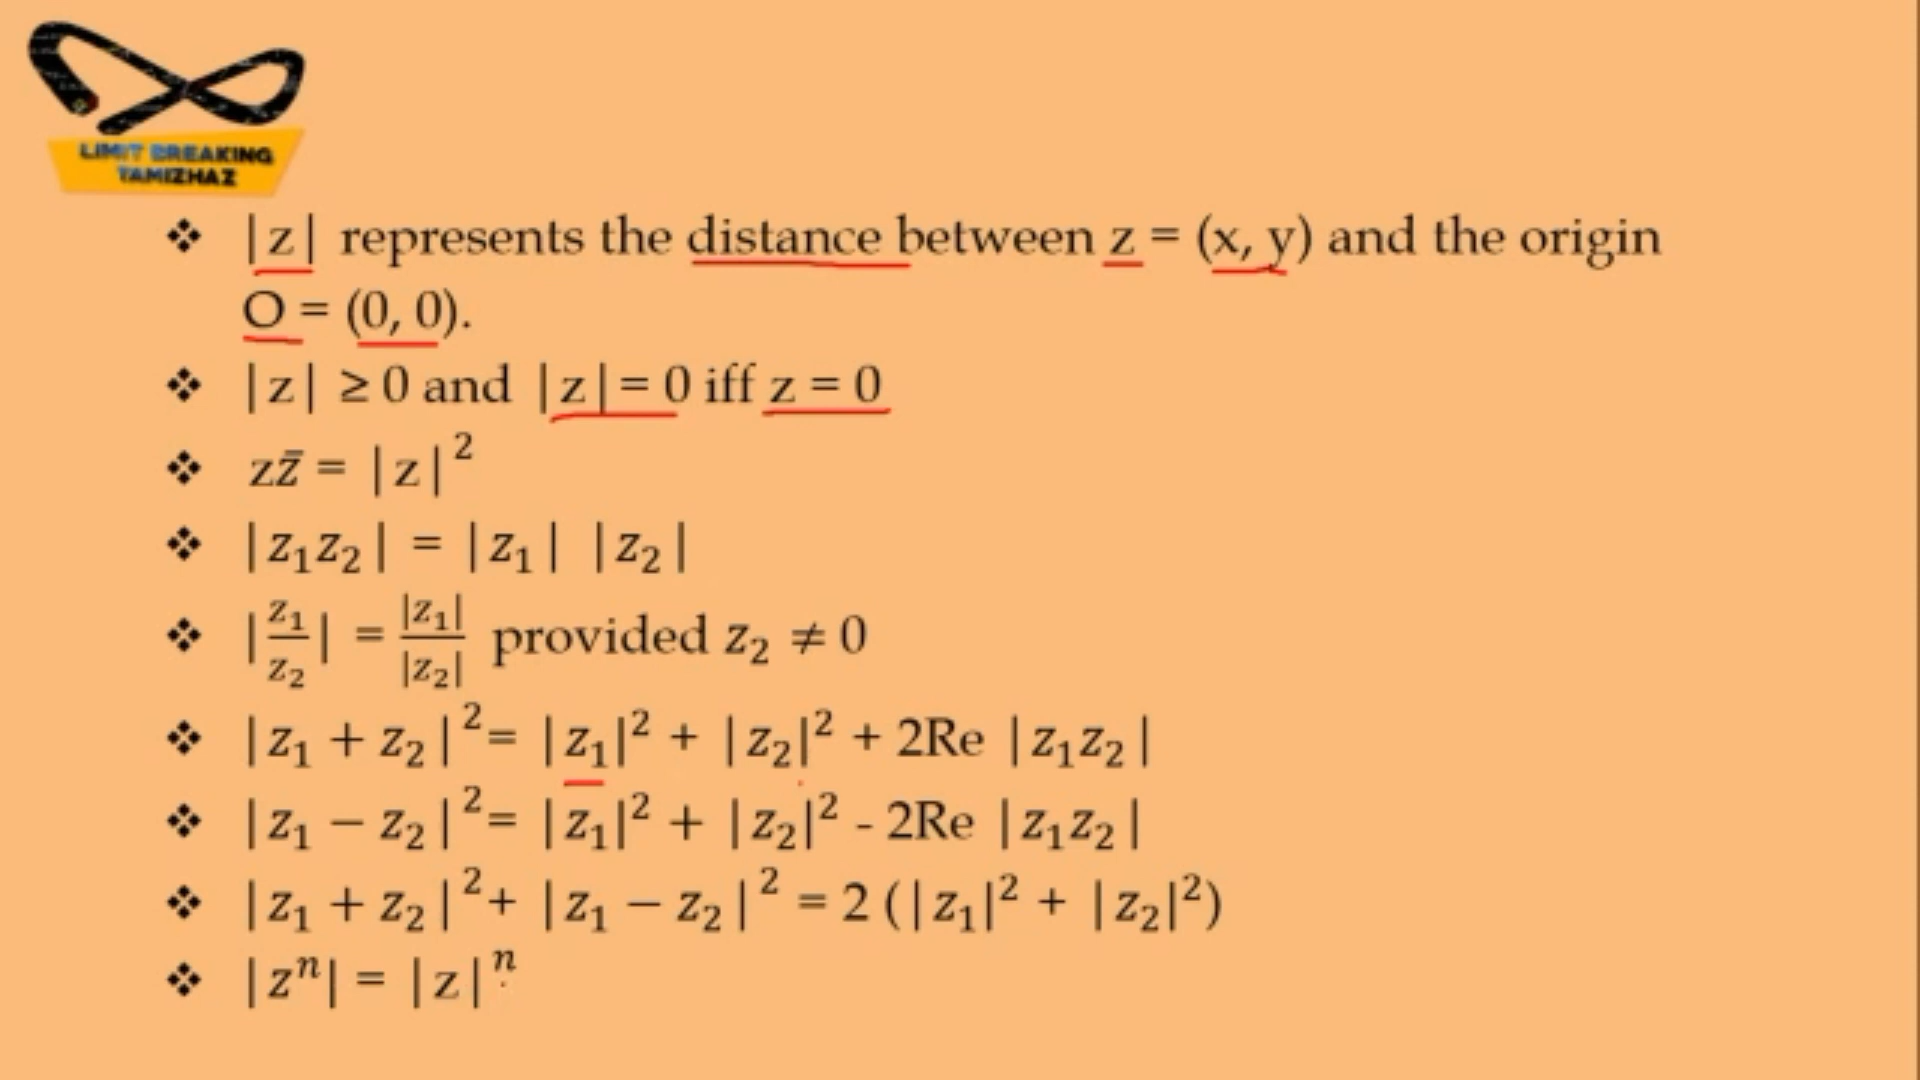 LIMIT BREAKING
TAMIZHAZ
❖ |z| represents the distance between z = (x, y) and the origin
O = (0, 0).
❖ |z| ≥ 0 and |z| = 0 iff z = 0
❖ zz̄ = |z|²
❖ |z₁z₂| = |z₁| |z₂|
❖ |z₁/z₂| = |z₁|/|z₂| provided z₂ ≠ 0
❖ |z₁ + z₂|² = |z₁|² + |z₂|² + 2Re |z₁z₂|
❖ |z₁ − z₂|² = |z₁|² + |z₂|² - 2Re |z₁z₂|
❖ |z₁ + z₂|² + |z₁ − z₂|² = 2 (|z₁|² + |z₂|²)
❖ |zⁿ| = |z|ⁿ